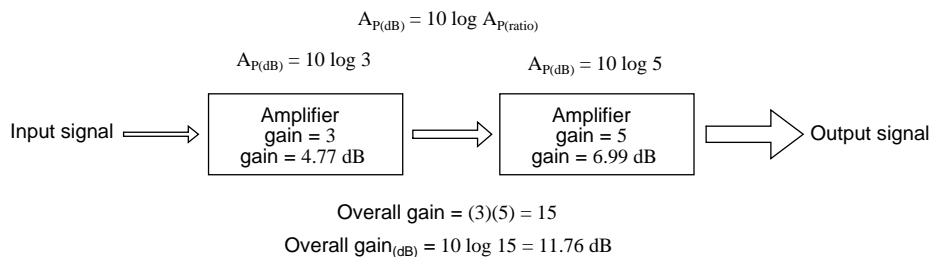 A_P(dB) = 10 log A_P(ratio)
A_P(dB) = 10 log 3
A_P(dB) = 10 log 5
Input signal
Amplifier
gain = 3
gain = 4.77 dB
Amplifier
gain = 5
gain = 6.99 dB
Output signal
Overall gain = (3)(5) = 15
Overall gain_(dB) = 10 log 15 = 11.76 dB